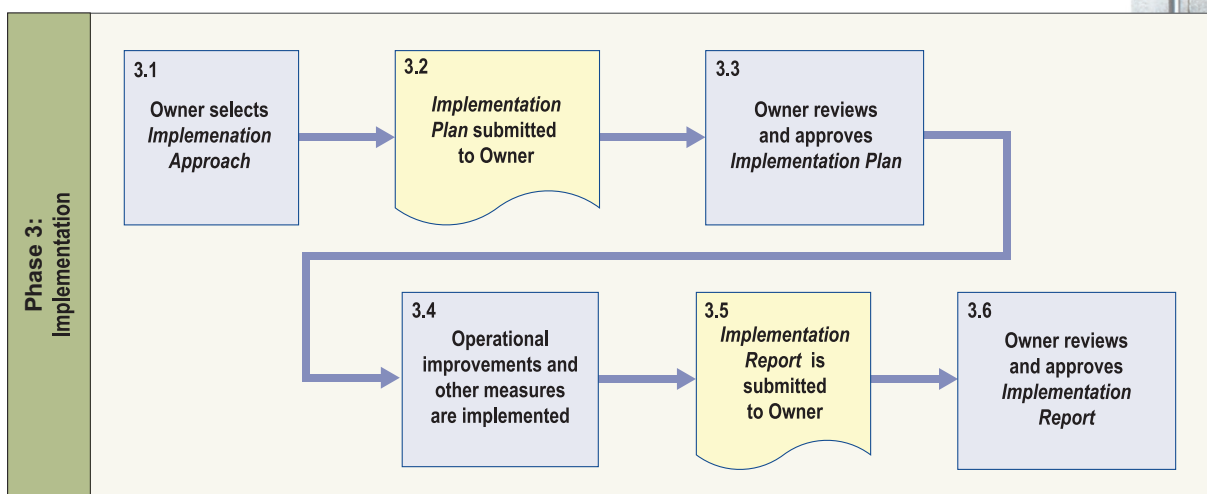 Phase 3:
Implementation
3.1
Owner selects
Implemenation
Approach
3.2
Implementation
Plan submitted
to Owner
3.3
Owner reviews
and approves
Implementation Plan
3.4
Operational
improvements and
other measures
are implemented
3.5
Implementation
Report is
submitted
to Owner
3.6
Owner reviews
and approves
Implementation
Report